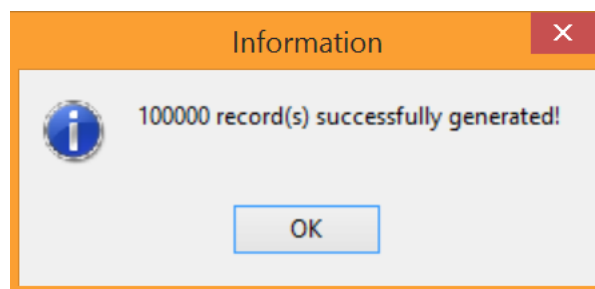 Information
100000 record(s) successfully generated!
OK